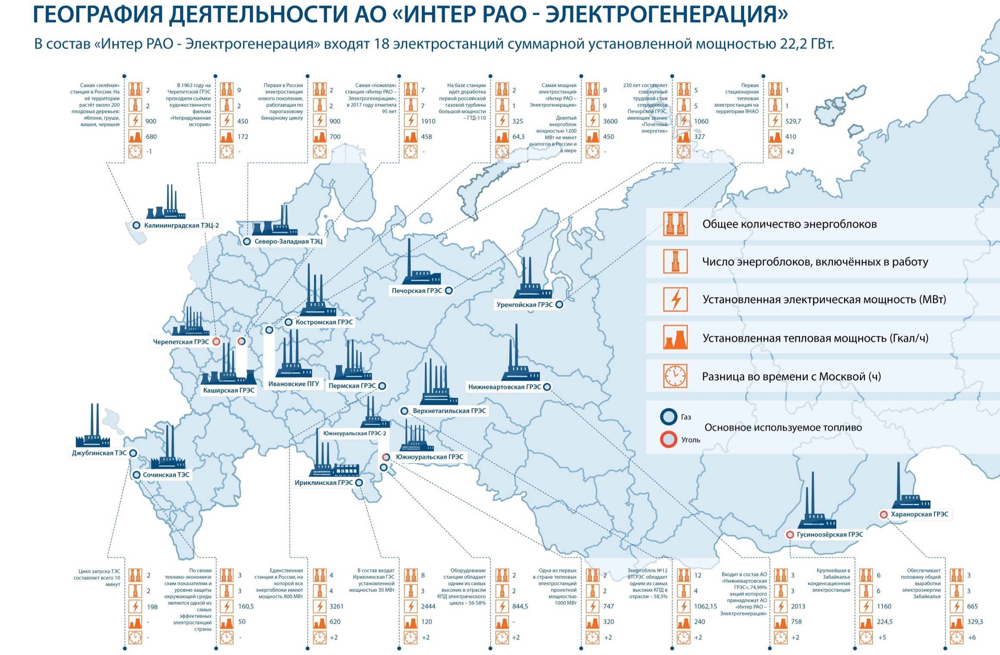 ГЕОГРАФИЯ ДЕЯТЕЛЬНОСТИ АО «ИНТЕР РАО - ЭЛЕКТРОГЕНЕРАЦИЯ»
В состав «Интер РАО - Электрогенерация» входят 18 электростанций суммарной установленной мощностью 22,2 ГВт.
Самая «зелёная»
станция в России. На
её территории
растёт около 200
плодовых деревьев:
яблони, груши,
вишня, черешня
2
2
900
680
-1
В 1963 году на
Черепетской ГРЭС
проходили съёмки
художественного
фильма
«Непридуманная
история»
9
2
450
172
-
Первая в России
электростанция
нового поколения,
работающая по
парогазовому
бинарному циклу
2
2
900
700
-
Самая «пожилая»
станция «Интер РАО –
Электрогенерации»,
в 2017 году отметила
95 лет
7
7
1910
458
-
На базе станции
идёт доработка
первой российской
газовой турбины
большой мощности
– ГТД-110
2
1
325
64,3
-
Самая мощная
электростанция
«Интер РАО –
Электрогенерация»
Девятый
энергоблок
мощностью 1200
МВт не имеет
аналогов в России и
в мире
9
9
3600
450
-
230 лет составляет
совокупный
трудовой стаж
сотрудников
Печорской ГРЭС,
имеющих звание
«Почётный
энергетик»
5
5
1060
327
-
Первая
стационарная
тепловая
электростанция на
территории ЯНАО
1
1
529,7
410
+2
Калининградская ТЭЦ-2
Северо-Западная ТЭЦ
Печорская ГРЭС
Уренгойская ГРЭС
Костромская ГРЭС
Черепетская ГРЭС
Каширская ГРЭС
Ивановские ПГУ
Пермская ГРЭС
Нижневартовская ГРЭС
Верхнетагильская ГРЭС
Южноуральская ГРЭС-2
Джубгинская ТЭС
Южноуральская ГРЭС
Сочинская ТЭС
Ириклинская ГРЭС
Харанорская ГРЭС
Гусиноозёрская ГРЭС
Общее количество энергоблоков
Число энергоблоков, включённых в работу
Установленная электрическая мощность (МВт)
Установленная тепловая мощность (Гкал/ч)
Разница во времени с Москвой (ч)
Газ
Основное используемое топливо
Уголь
Цикл запуска ТЭС
составляет всего 10
минут
2
2
198
-
-
По своим
технико-экономиче
ским показателям и
уровню защиты
окружающей среды
является одной из
самых
эффективных
электростанций
страны
3
3
160,5
50
-
Единственная
станция в России, на
которой все
энергоблоки имеют
мощность 800 МВт
4
4
3261
620
+2
В состав входит
Ириклинская ГЭС
установленной
мощностью 30 МВт
8
3
2444
120
+2
Оборудование
станции обладает
одним из самых
высоких в отрасли
КПД электрического
цикла – 56-58%
2
2
844,5
-
+2
Одна из первых
в стране тепловых
электростанций
проектной
мощностью
1000 МВт
2
2
747
320
+2
Энергоблок №12
ВТГРЭС обладает
одним из самых
высоких КПД в
отрасли – 58,5%
12
4
1062,15
240
+2
Входит в состав АО
«Нижневартовская
ГРЭС», 74,99%
акций которого
принадлежат АО
«Интер РАО –
Электрогенерация»
3
3
2013
758
+2
Крупнейшая в
Забайкалье
конденсационная
электростанция
6
6
1160
224,5
+5
Обеспечивает
половину общей
выработки
электроэнергии
Забайкалья
3
3
665
329,3
+6